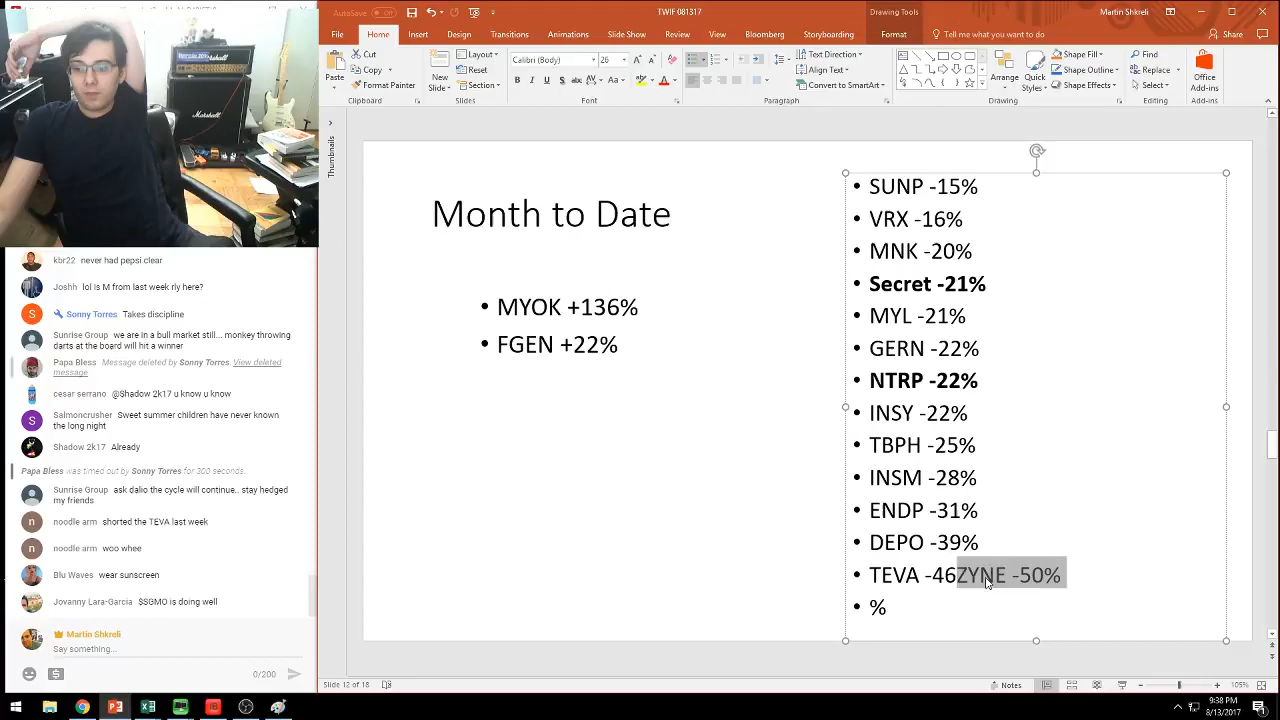 AutoSave
Off
TWIF 081317
Drawing Tools
Martin Shkreli
File
Home
Insert
Design
Transitions
Animations
Slide Show
Review
View
Bloomberg
Storyboarding
Format
Tell me what you want to do
Share
Paste
Cut
Copy
Format Painter
Clipboard
New
Slide
Layout
Reset
Section
Slides
Calibri (Body)
Font
Text Direction
Align Text
Convert to SmartArt
Paragraph
Arrange
Quick
Styles
Shape Fill
Shape Outline
Shape Effects
Drawing
Find
Replace
Select
Editing
Office
Add-ins
Add-ins
Marshall
Marshall
Thumbnails
Month to Date
• MYOK +136%
• FGEN +22%
• SUNP -15%
• VRX -16%
• MNK -20%
• Secret -21%
• MYL -21%
• GERN -22%
• NTRP -22%
• INSY -22%
• TBPH -25%
• INSM -28%
• ENDP -31%
• DEPO -39%
• TEVA -46ZYNE -50%
• %
kbr22 never had pepsi clear
Joshh lol is M from last week rly here?
Sonny Torres Takes discipline
Sunrise Group we are in a bull market still... monkey throwing
darts at the board will hit a winner
Papa Bless Message deleted by Sonny Torres. View deleted
message
cesar serrano @Shadow 2k17 u know u know
Salmoncrusher Sweet summer children have never known
the long night
Shadow 2k17 Already
Papa Bless was timed out by Sonny Torres for 300 seconds.
Sunrise Group ask dalio the cycle will continue.. stay hedged
my friends
noodle arm shorted the TEVA last week
noodle arm woo whee
Blu Waves wear sunscreen
Jovanny Lara-Garcia $SGMO is doing well
Martin Shkreli
Say something...
0/200
Slide 12 of 18
Notes
105%
9:38 PM
8/13/2017